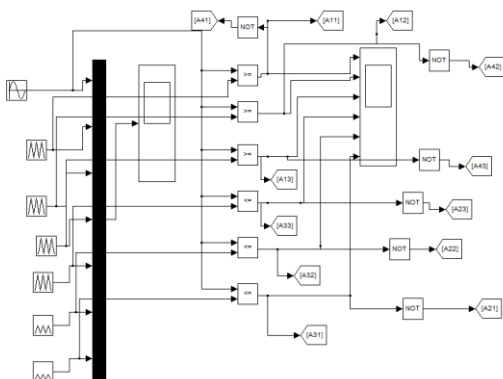 [A41]
[A11]
[A12]
NOT
NOT
[A42]
>=
>=
>=
NOT
[A43]
[A13]
<=
NOT
[A23]
[A33]
<=
NOT
[A22]
[A32]
<=
NOT
[A21]
[A31]